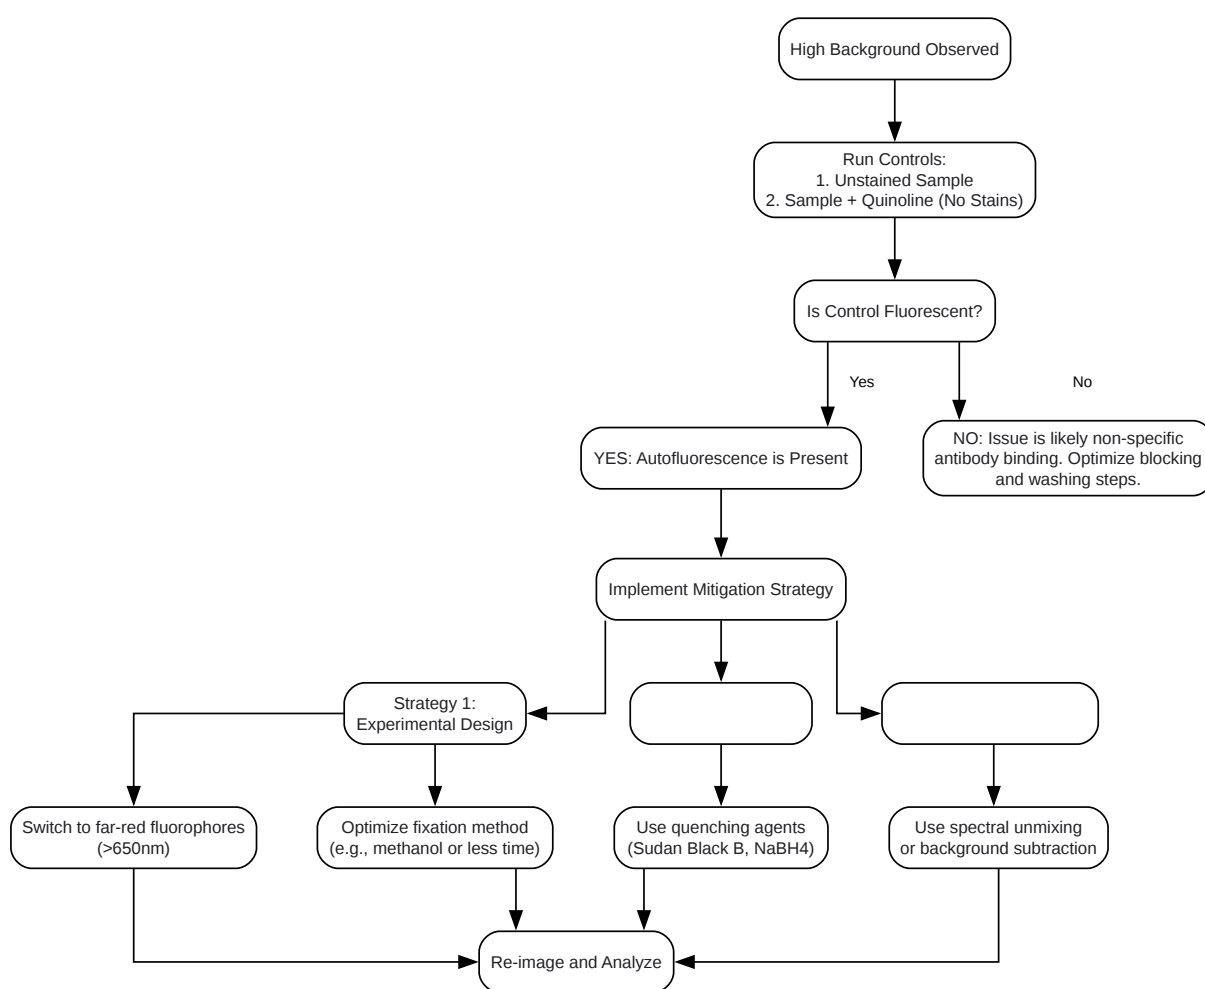 High Background Observed
Run Controls:
1. Unstained Sample
2. Sample + Quinoline (No Stains)
Is Control Fluorescent?
Yes
No
YES: Autofluorescence is Present
NO: Issue is likely non-specific
antibody binding. Optimize blocking
and washing steps.
Implement Mitigation Strategy
Strategy 1:
Experimental Design
Switch to far-red fluorophores
(>650nm)
Optimize fixation method
(e.g., methanol or less time)
Use quenching agents
(Sudan Black B, NaBH4)
Use spectral unmixing
or background subtraction
Re-image and Analyze